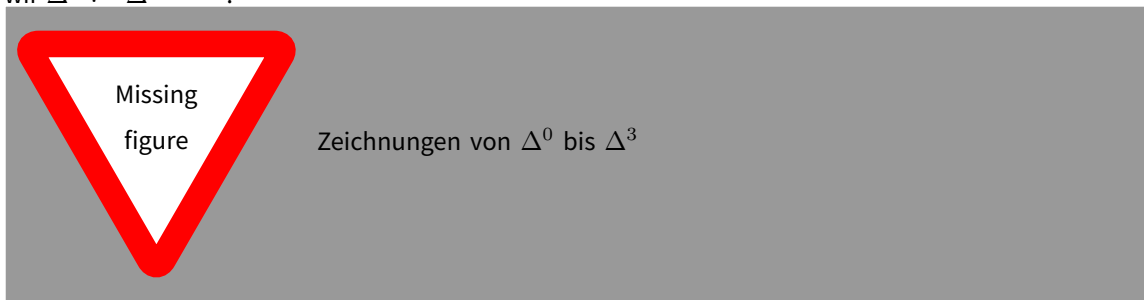 Missing
figure
Zeichnungen von Δ⁰ bis Δ³